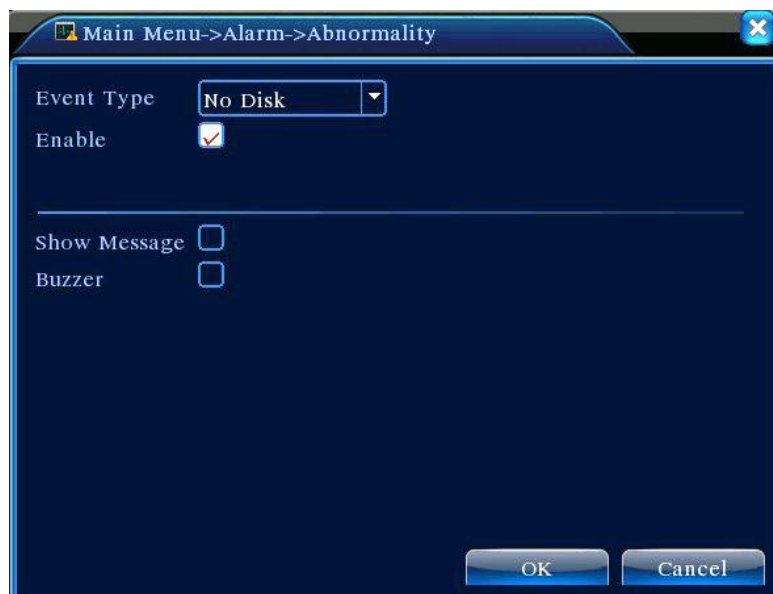 Main Menu->Alarm->Abnormality
Event Type No Disk
Enable
Show Message
Buzzer
OK Cancel